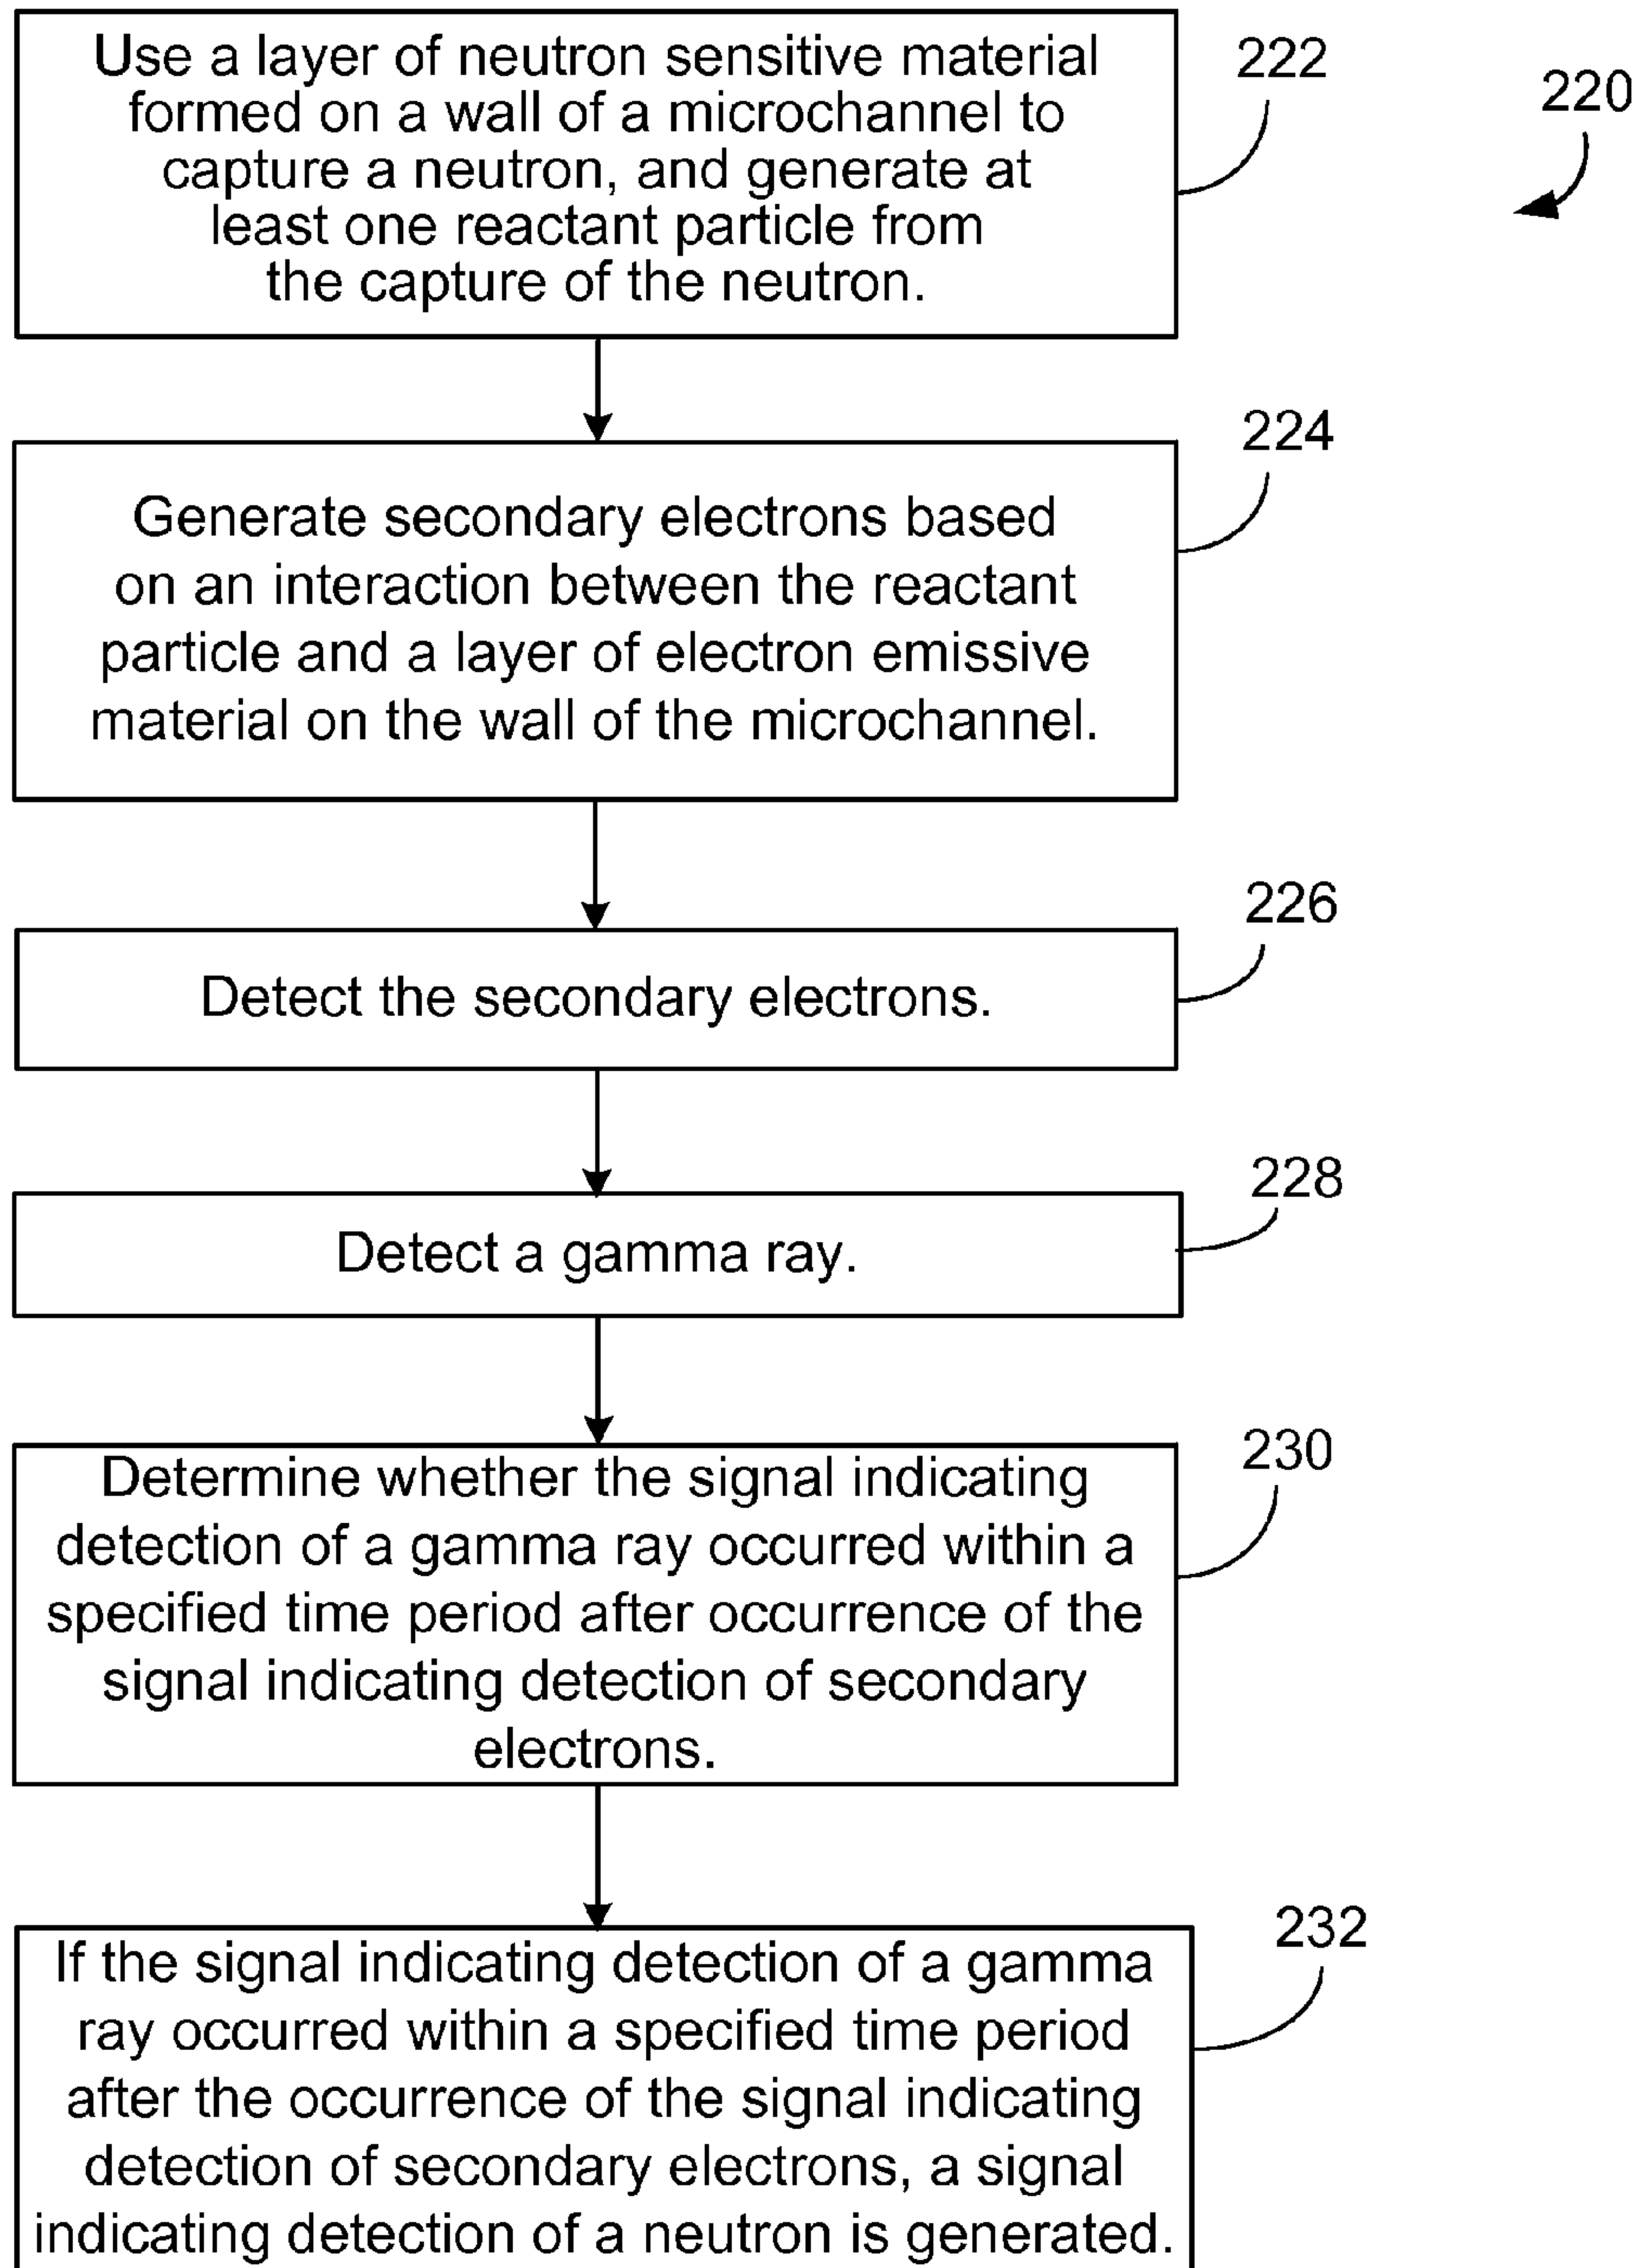 Use a layer of neutron sensitive material
formed on a wall of a microchannel to
capture a neutron, and generate at
least one reactant particle from
the capture of the neutron.
222
220
Generate secondary electrons based
on an interaction between the reactant
particle and a layer of electron emissive
material on the wall of the microchannel.
224
Detect the secondary electrons.
226
Detect a gamma ray.
228
Determine whether the signal indicating
detection of a gamma ray occurred within a
specified time period after occurrence of the
signal indicating detection of secondary
electrons.
230
If the signal indicating detection of a gamma
ray occurred within a specified time period
after the occurrence of the signal indicating
detection of secondary electrons, a signal
indicating detection of a neutron is generated.
232